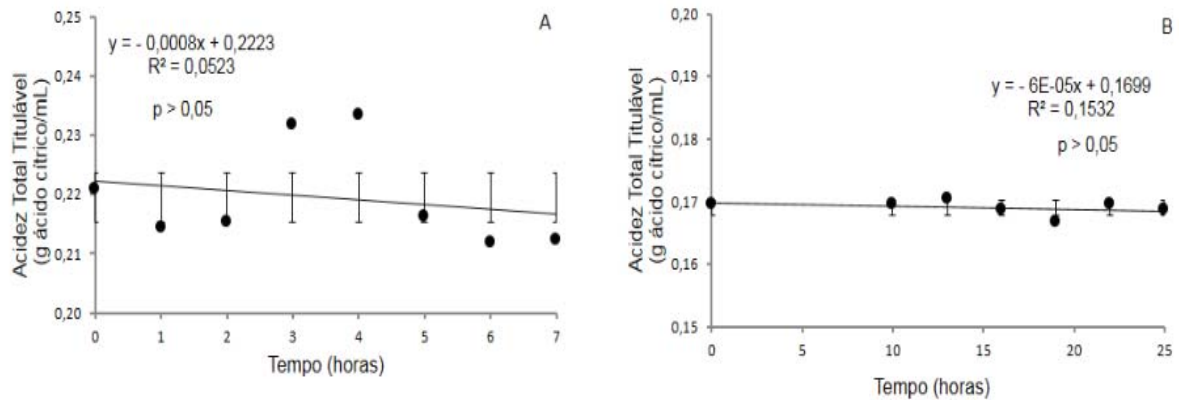 A
y = - 0,0008x + 0,2223
R² = 0,0523
p > 0,05
Acidez Total Titulável
(g ácido cítrico/mL)
0,25
0,24
0,23
0,22
0,21
0,20
0 1 2 3 4 5 6 7
Tempo (horas)
B
y = - 6E-05x + 0,1699
R² = 0,1532
p > 0,05
Acidez Total Titulável
(g ácido cítrico/mL)
0,20
0,19
0,18
0,17
0,16
0,15
0 5 10 15 20 25
Tempo (horas)